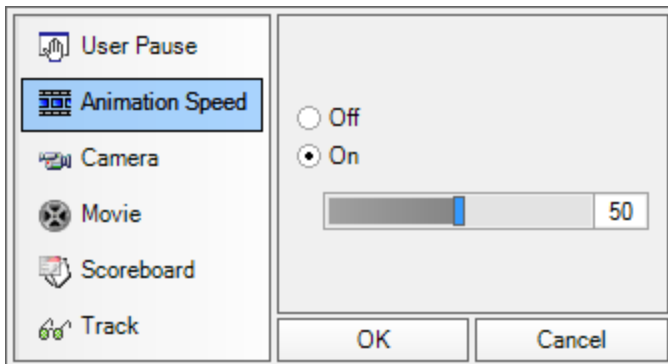 User Pause
Animation Speed
Camera
Movie
Scoreboard
Track
Off
On
50
OK
Cancel